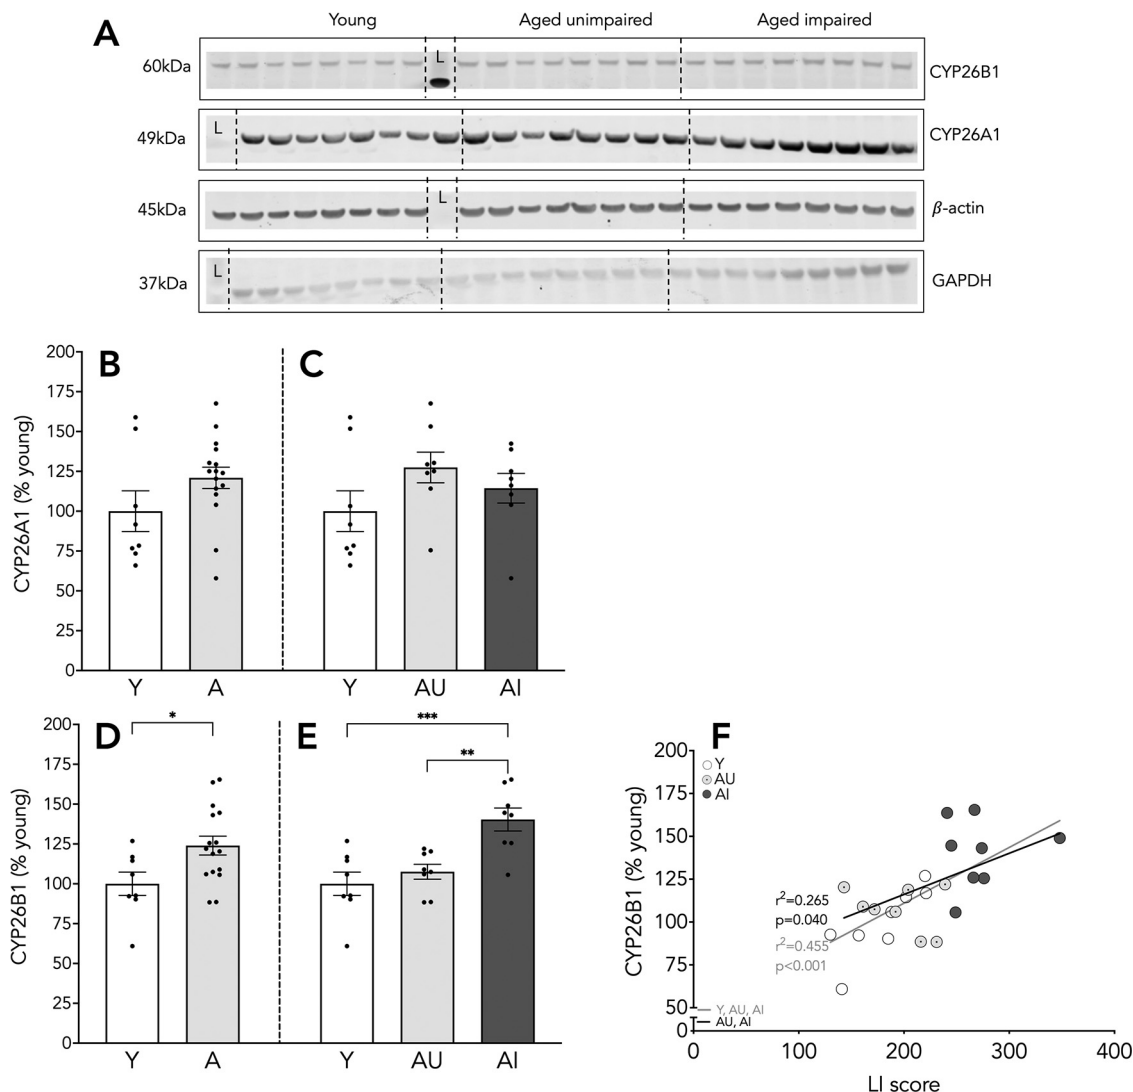 A
Young
Aged unimpaired
Aged impaired
60kDa
L
CYP26B1
49kDa
L
CYP26A1
45kDa
L
β-actin
37kDa
L
GAPDH
B
C
CYP26A1 (% young)
200
175
150
125
100
75
50
25
0
Y
A
Y
AU
AI
D
E
CYP26B1 (% young)
200
175
150
125
100
75
50
25
0
*
***
**
Y
A
Y
AU
AI
F
CYP26B1 (% young)
200
175
150
125
100
75
50
0
Y
AU
AI
r²=0.265
p=0.040
r²=0.455
p<0.001
Y, AU, AI
AU, AI
0
100
200
300
400
LI score